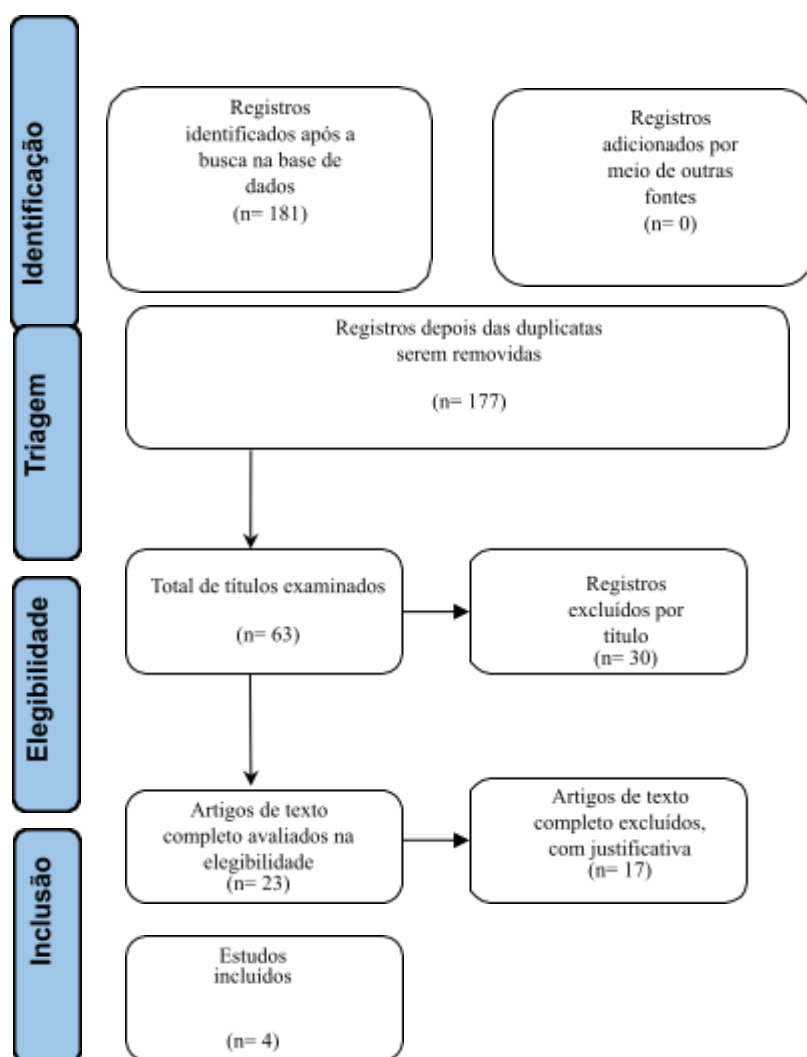 Identificação
Registros
identificados após a
busca na base de
dados
(n= 181)
Registros
adicionados por
meio de outras
fontes
(n= 0)
Triagem
Registros depois das duplicatas
serem removidas
(n= 177)
Elegibilidade
Total de títulos examinados
(n= 63)
Registros
excluídos por
título
(n= 30)
Artigos de texto
completo avaliados na
elegibilidade
(n= 23)
Artigos de texto
completo excluídos,
com justificativa
(n= 17)
Inclusão
Estudos
incluídos
(n= 4)